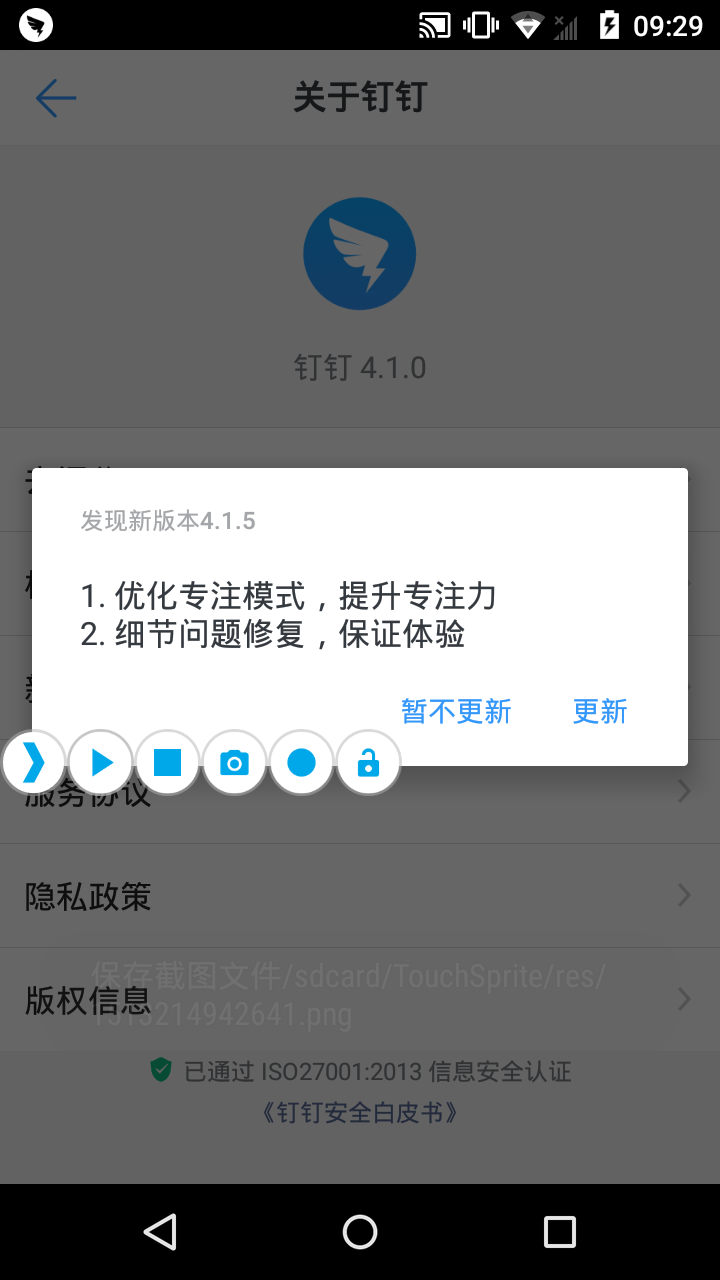 09:29
关于钉钉
钉钉 4.1.0
发现新版本4.1.5
1. 优化专注模式，提升专注力
2. 细节问题修复，保证体验
暂不更新 更新
服务协议
隐私政策
保存截图文件/sdcard/TouchSprite/res/
版权信息
1513214942641.png
已通过 ISO27001:2013 信息安全认证
《钉钉安全白皮书》